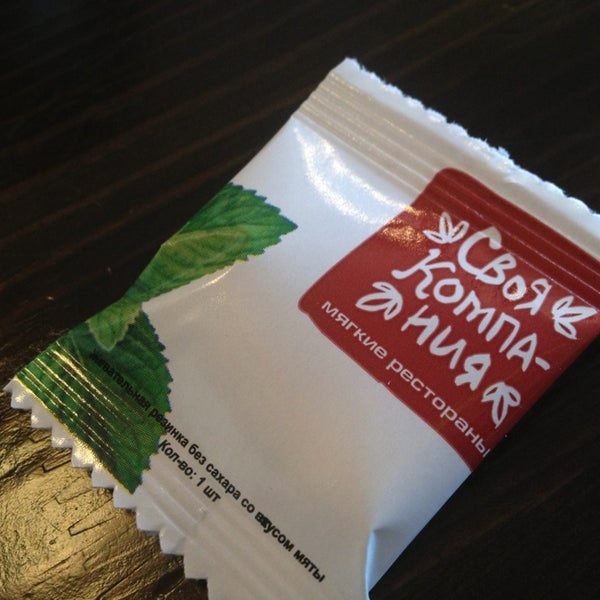 Своя
Компа-
ния
мягкие рестораны
жевательная резинка без сахара со вкусом мяты
Кол-во: 1 шт